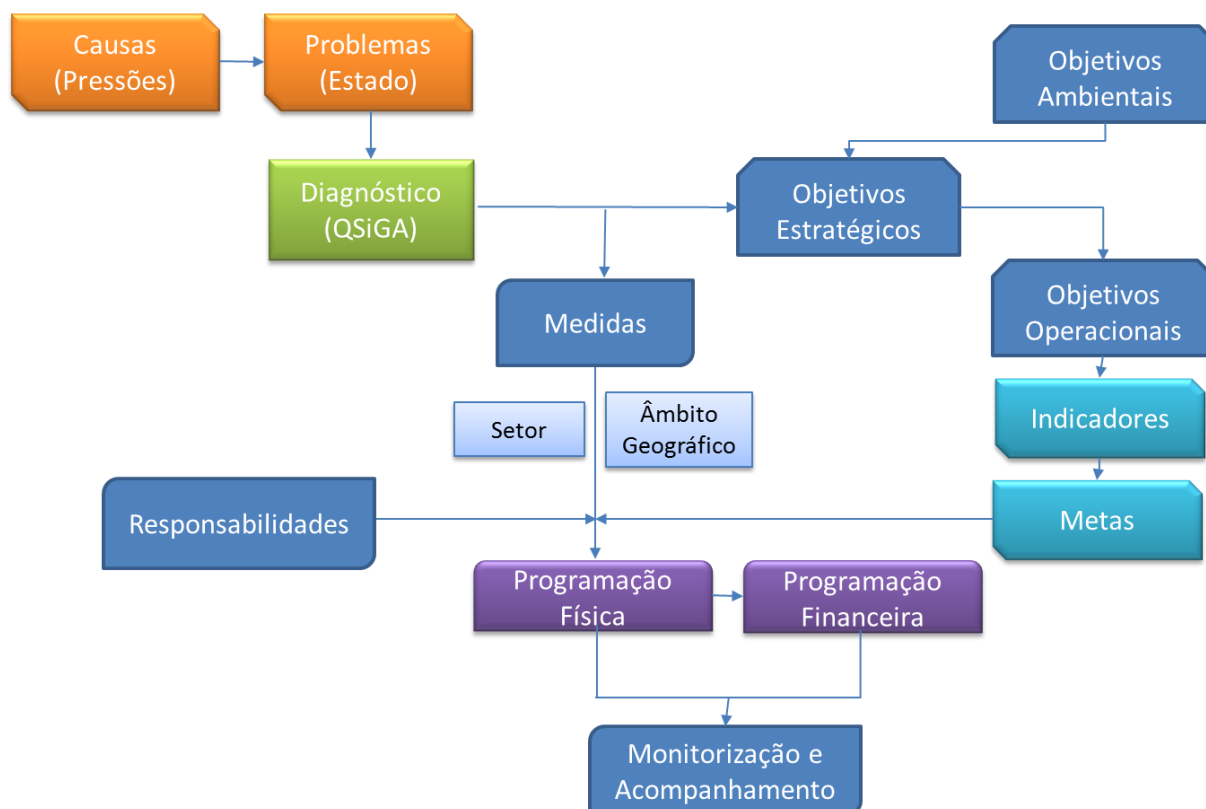 Causas
(Pressões)
Problemas
(Estado)
Objetivos
Ambientais
Diagnóstico
(QSiGA)
Objetivos
Estratégicos
Medidas
Objetivos
Operacionais
Setor
Âmbito
Geográfico
Indicadores
Responsabilidades
Metas
Programação
Física
Programação
Financeira
Monitorização e
Acompanhamento